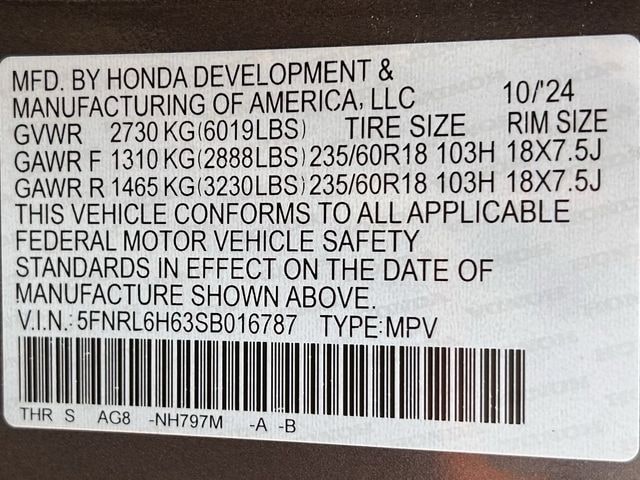 MFD. BY HONDA DEVELOPMENT &
MANUFACTURING OF AMERICA, LLC 10/'24
GVWR 2730 KG(6019LBS) TIRE SIZE RIM SIZE
GAWR F 1310 KG(2888LBS) 235/60R18 103H 18X7.5J
GAWR R 1465 KG(3230LBS) 235/60R18 103H 18X7.5J
THIS VEHICLE CONFORMS TO ALL APPLICABLE
FEDERAL MOTOR VEHICLE SAFETY
STANDARDS IN EFFECT ON THE DATE OF
MANUFACTURE SHOWN ABOVE.
V.I.N.:5FNRL6H63SB016787 TYPE:MPV
THR S AG8 -NH797M -A -B